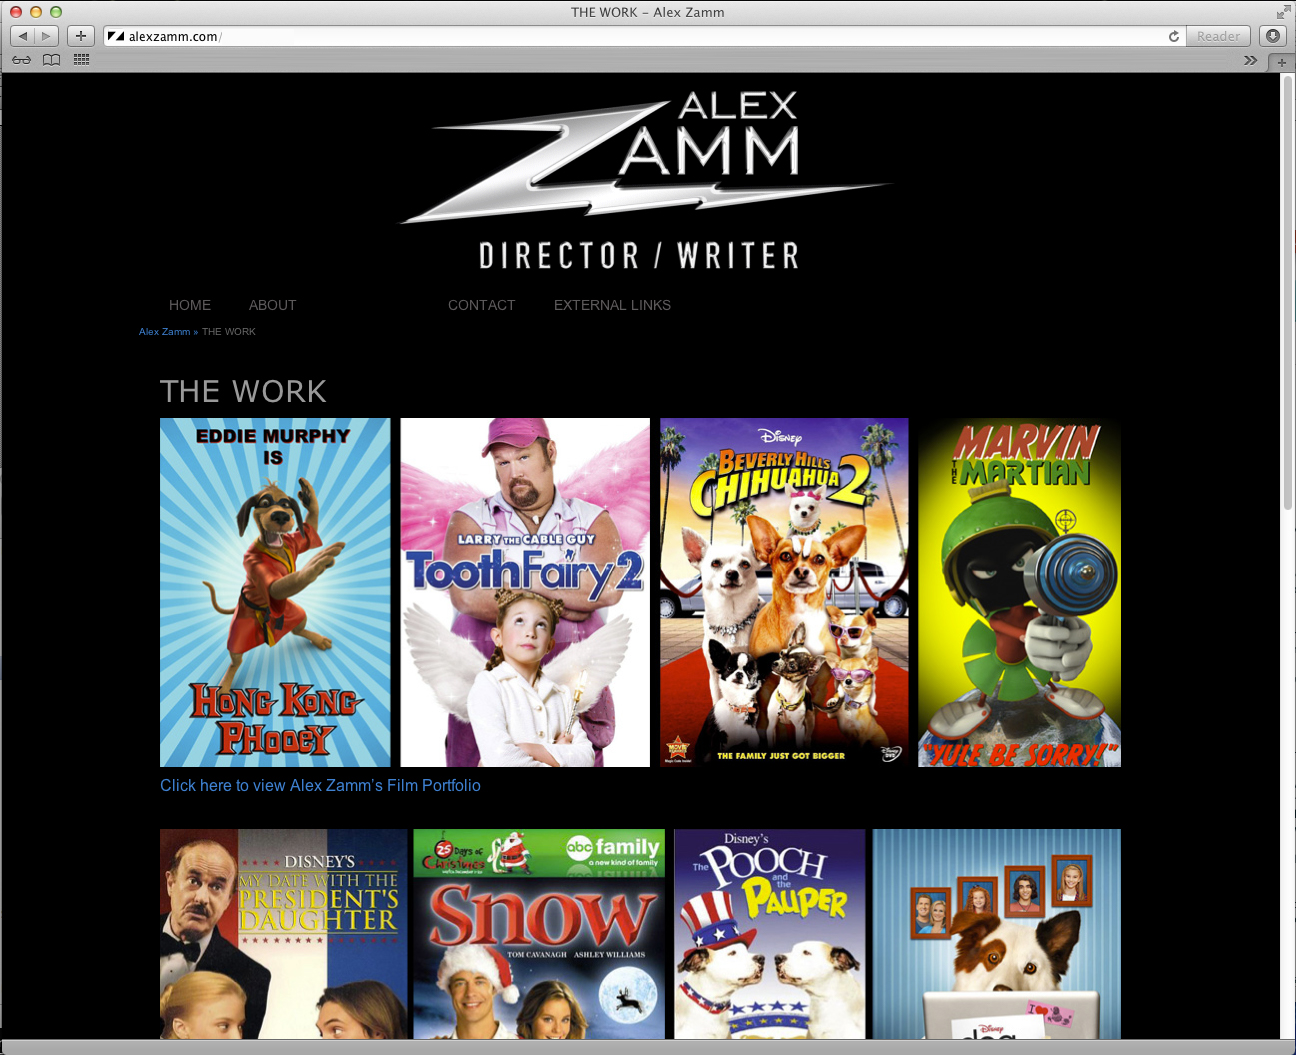 THE WORK – Alex Zamm
alexzamm.com/
Reader
ALEX
ZAMM
DIRECTOR / WRITER
HOME ABOUT CONTACT EXTERNAL LINKS
Alex Zamm » THE WORK
THE WORK
EDDIE MURPHY
IS
HONG KONG
PHOOEY
LARRY THE CABLE GUY
Tooth Fairy 2
Disney
BEVERLY HILLS
CHIHUAHUA 2
THE FAMILY JUST GOT BIGGER
Disney
DVD
MARVIN
THE
MARTIAN
"YULE BE SORRY!"
Click here to view Alex Zamm's Film Portfolio
DISNEY'S
MY DATE WITH THE
PRESIDENT'S
DAUGHTER
25 Days of
Christmas
abc family
a new kind of family
Snow
TOM CAVANAGH ASHLEY WILLIAMS
Disney's
The POOCH
and the
PAUPER
I
Disney
dog